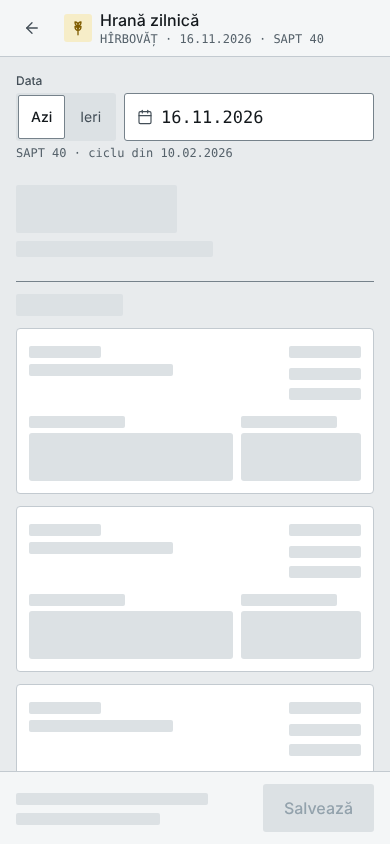 Hrană zilnică
HÎRBOVĂȚ · 16.11.2026 · SAPT 40
Data
Azi
Ieri
16.11.2026
SAPT 40 · ciclu din 10.02.2026
Salvează